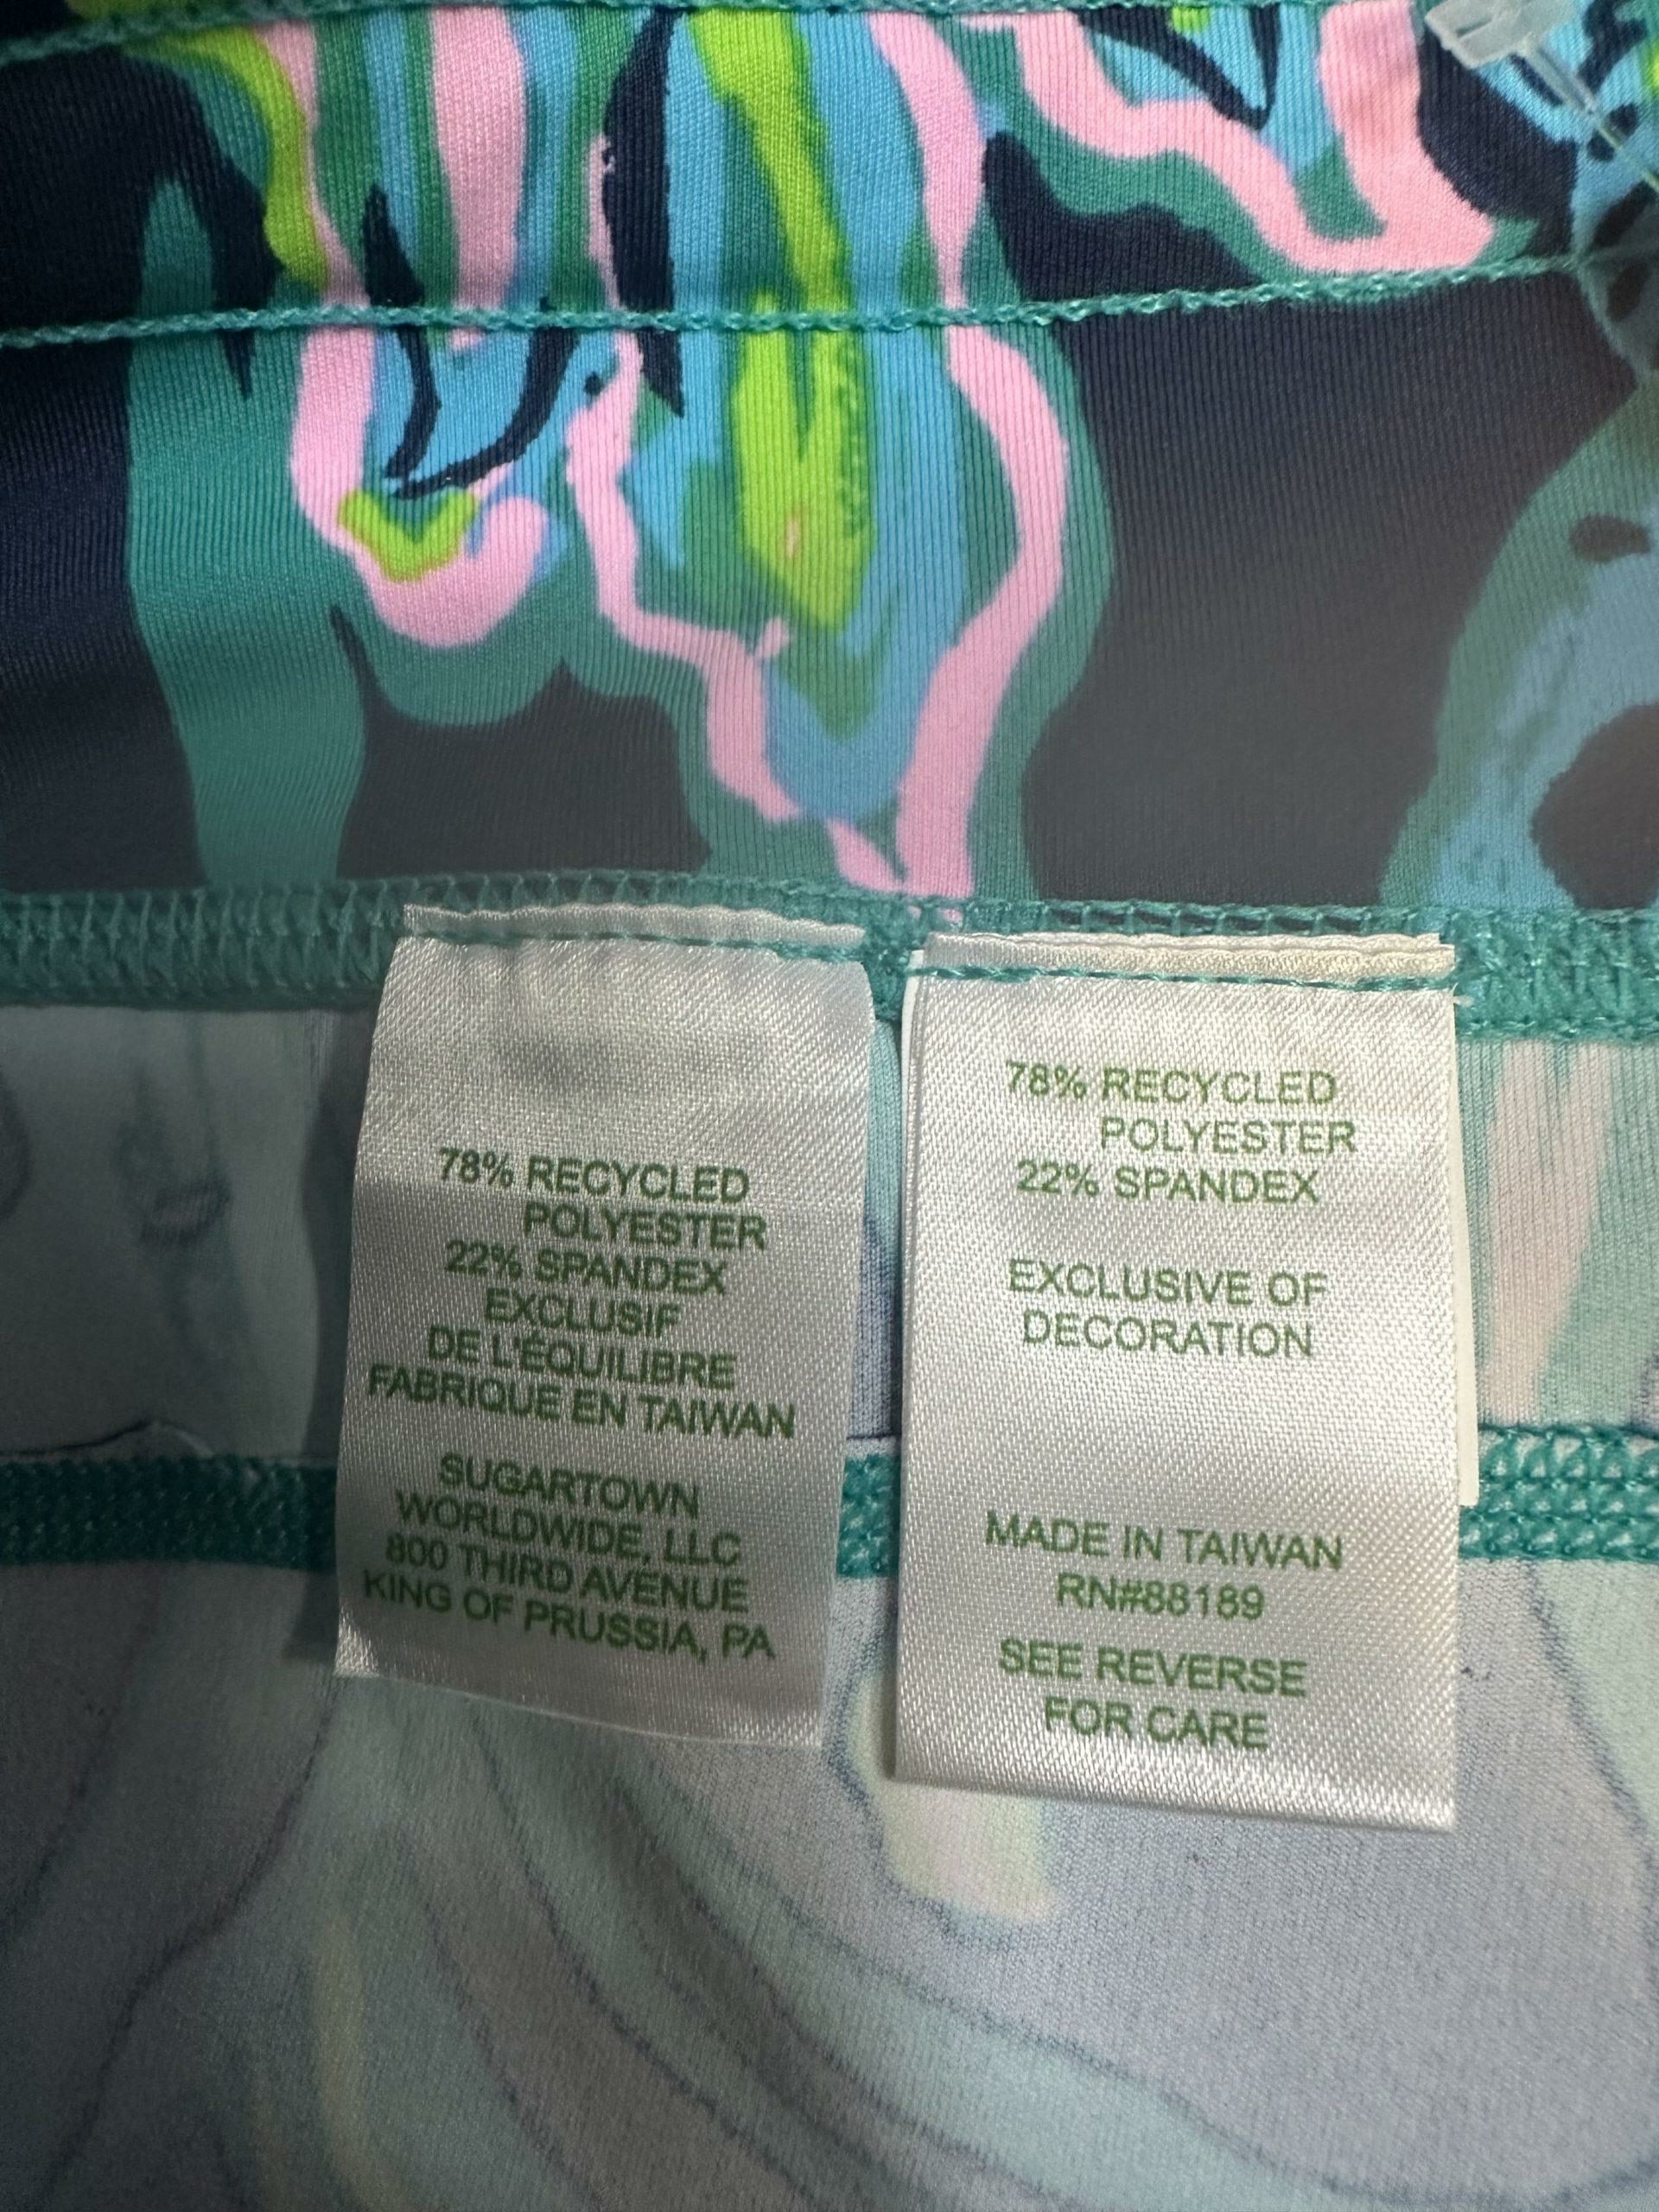 78% RECYCLED
POLYESTER
22% SPANDEX
EXCLUSIF
DE L'ÉQUILIBRE
FABRIQUE EN TAIWAN
SUGARTOWN
WORLDWIDE, LLC
800 THIRD AVENUE
KING OF PRUSSIA, PA
78% RECYCLED
POLYESTER
22% SPANDEX
EXCLUSIVE OF
DECORATION
MADE IN TAIWAN
RN#88189
SEE REVERSE
FOR CARE